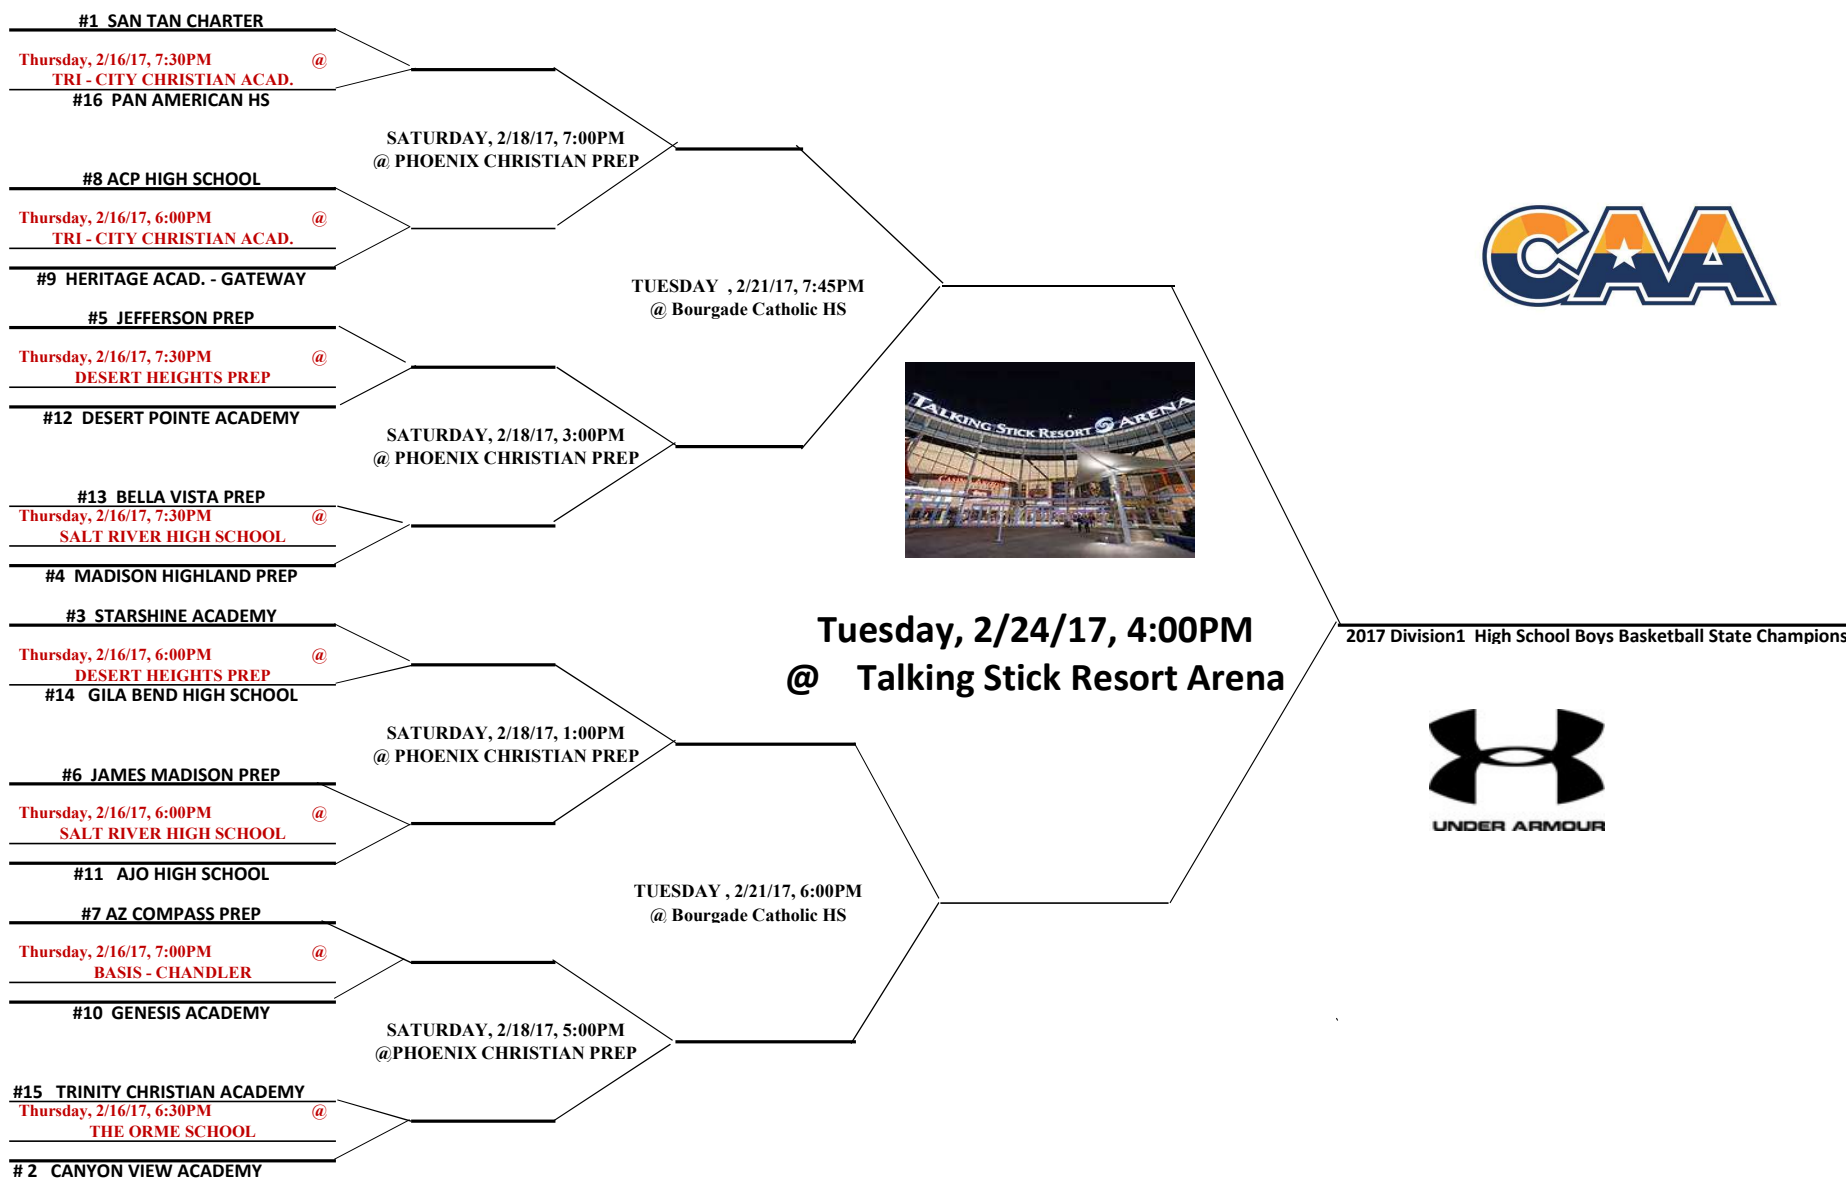 #1 SAN TAN CHARTER
Thursday, 2/16/17, 7:30PM @
TRI - CITY CHRISTIAN ACAD.
#16 PAN AMERICAN HS
SATURDAY, 2/18/17, 7:00PM
@ PHOENIX CHRISTIAN PREP
#8 ACP HIGH SCHOOL
Thursday, 2/16/17, 6:00PM @
TRI - CITY CHRISTIAN ACAD.
#9 HERITAGE ACAD. - GATEWAY
TUESDAY , 2/21/17, 7:45PM
@ Bourgade Catholic HS
#5 JEFFERSON PREP
Thursday, 2/16/17, 7:30PM @
DESERT HEIGHTS PREP
#12 DESERT POINTE ACADEMY
SATURDAY, 2/18/17, 3:00PM
@ PHOENIX CHRISTIAN PREP
#13 BELLA VISTA PREP
Thursday, 2/16/17, 7:30PM @
SALT RIVER HIGH SCHOOL
#4 MADISON HIGHLAND PREP
CAA
TALKING STICK RESORT ARENA
#3 STARSHINE ACADEMY
Thursday, 2/16/17, 6:00PM @
DESERT HEIGHTS PREP
#14 GILA BEND HIGH SCHOOL
Tuesday, 2/24/17, 4:00PM
@ Talking Stick Resort Arena
2017 Division1 High School Boys Basketball State Champions
SATURDAY, 2/18/17, 1:00PM
@ PHOENIX CHRISTIAN PREP
#6 JAMES MADISON PREP
Thursday, 2/16/17, 6:00PM @
SALT RIVER HIGH SCHOOL
#11 AJO HIGH SCHOOL
UNDER ARMOUR
TUESDAY , 2/21/17, 6:00PM
@ Bourgade Catholic HS
#7 AZ COMPASS PREP
Thursday, 2/16/17, 7:00PM @
BASIS - CHANDLER
#10 GENESIS ACADEMY
SATURDAY, 2/18/17, 5:00PM
@PHOENIX CHRISTIAN PREP
#15 TRINITY CHRISTIAN ACADEMY
Thursday, 2/16/17, 6:30PM @
THE ORME SCHOOL
# 2 CANYON VIEW ACADEMY